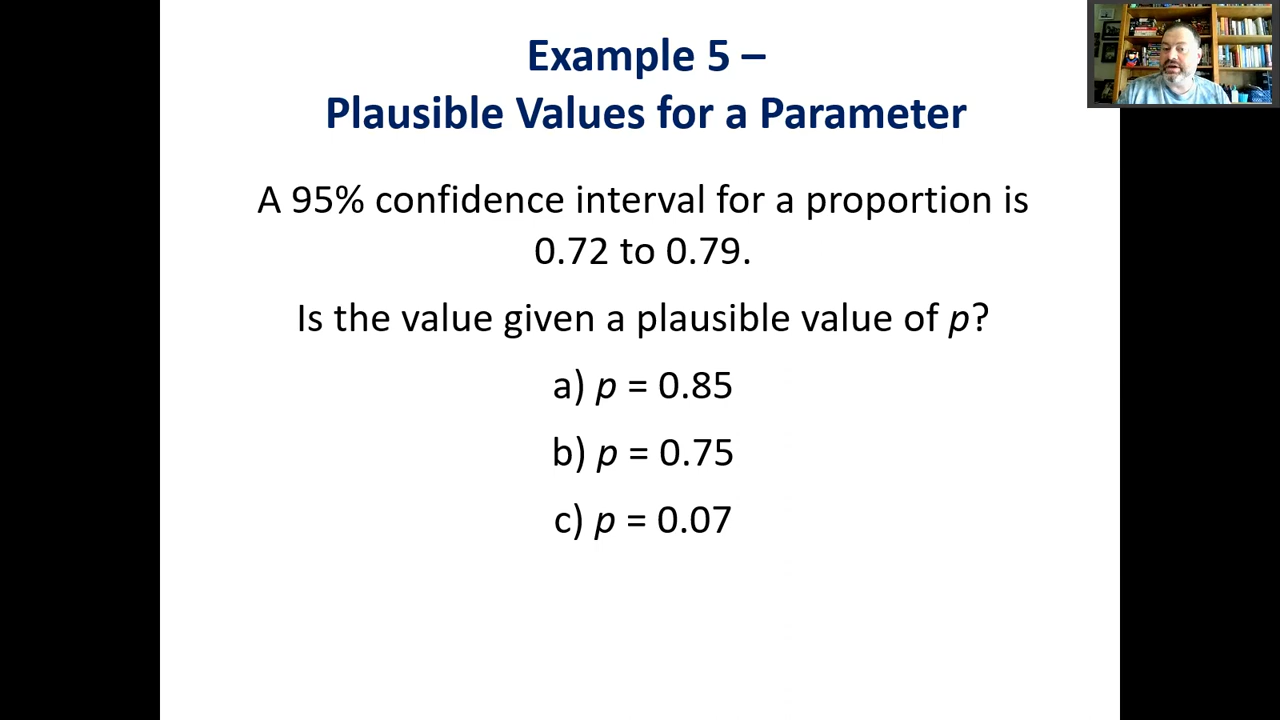 Example 5 –
Plausible Values for a Parameter
A 95% confidence interval for a proportion is
0.72 to 0.79.
Is the value given a plausible value of p?
a) p = 0.85
b) p = 0.75
c) p = 0.07